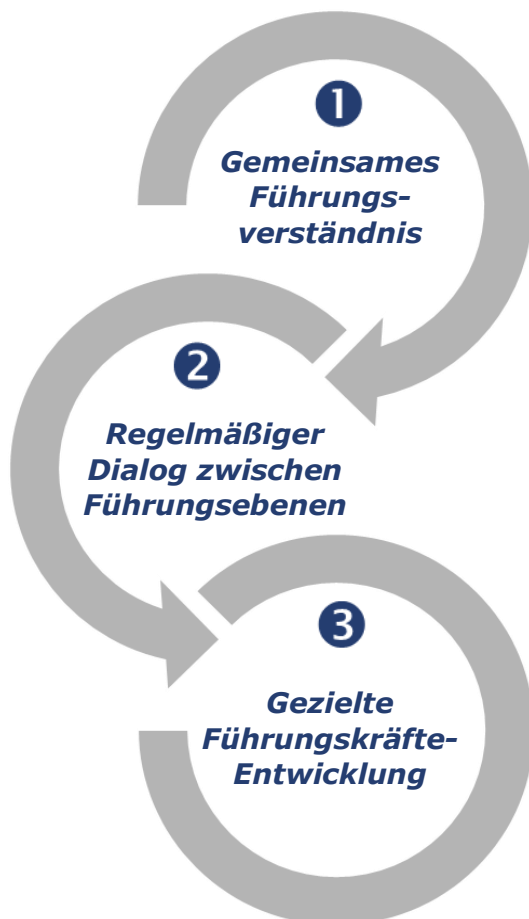 1
Gemeinsames
Führungs-
verständnis
2
Regelmäßiger
Dialog zwischen
Führungsebenen
3
Gezielte
Führungskräfte-
Entwicklung